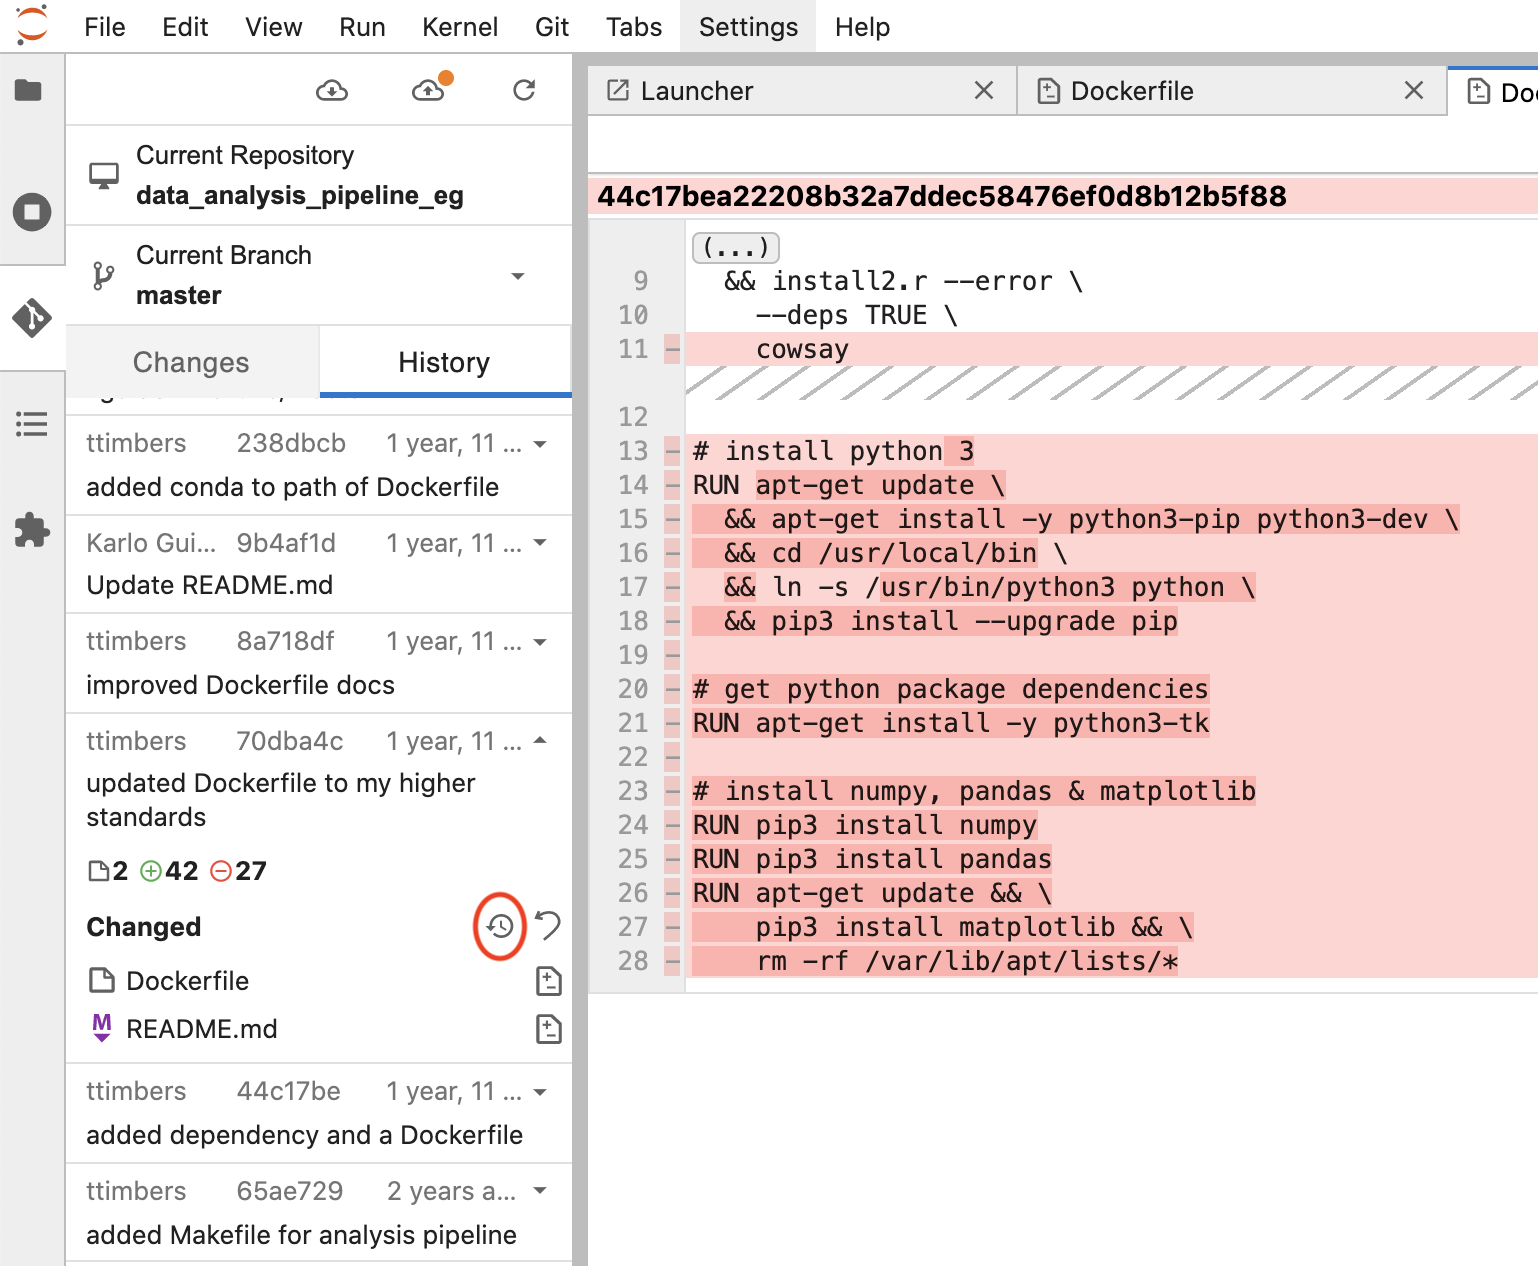 File Edit View Run Kernel Git Tabs Settings Help
Launcher
Dockerfile
Current Repository
data_analysis_pipeline_eg
Current Branch
master
Changes
History
ttimbers 238dbcb 1 year, 11 ...
added conda to path of Dockerfile
Karlo Gui... 9b4af1d 1 year, 11 ...
Update README.md
ttimbers 8a718df 1 year, 11 ...
improved Dockerfile docs
ttimbers 70dba4c 1 year, 11 ...
updated Dockerfile to my higher
standards
2 42 27
Changed
Dockerfile
README.md
ttimbers 44c17be 1 year, 11 ...
added dependency and a Dockerfile
ttimbers 65ae729 2 years a...
added Makefile for analysis pipeline
44c17bea22208b32a7ddec58476ef0d8b12b5f88
(...)
9 && install2.r --error \
10 --deps TRUE \
11 - cowsay
12
13 - # install python 3
14 - RUN apt-get update \
15 - && apt-get install -y python3-pip python3-dev \
16 - && cd /usr/local/bin \
17 - && ln -s /usr/bin/python3 python \
18 - && pip3 install --upgrade pip
19 -
20 - # get python package dependencies
21 - RUN apt-get install -y python3-tk
22 -
23 - # install numpy, pandas & matplotlib
24 - RUN pip3 install numpy
25 - RUN pip3 install pandas
26 - RUN apt-get update && \
27 - pip3 install matplotlib && \
28 - rm -rf /var/lib/apt/lists/*